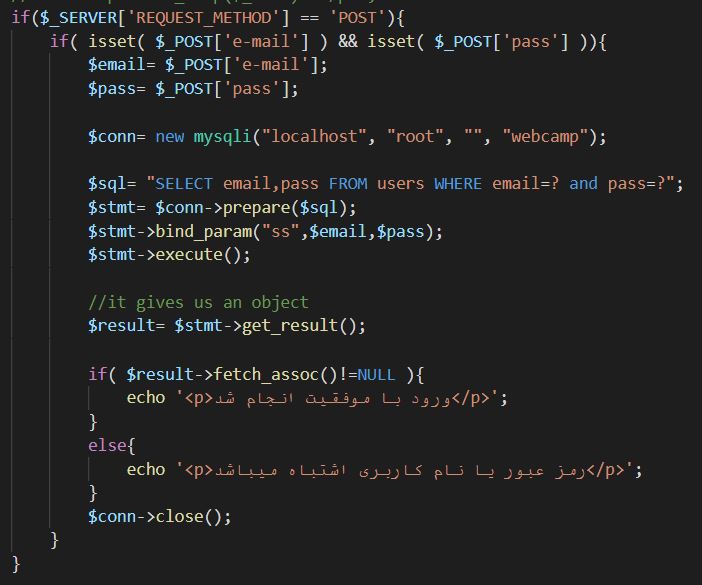 if($_SERVER['REQUEST_METHOD'] == 'POST'){
if( isset( $_POST['e-mail'] ) && isset( $_POST['pass'] )){
$email= $_POST['e-mail'];
$pass= $_POST['pass'];
$conn= new mysqli("localhost", "root", "", "webcamp");
$sql= "SELECT email,pass FROM users WHERE email=? and pass=?";
$stmt= $conn->prepare($sql);
$stmt->bind_param("ss",$email,$pass);
$stmt->execute();
//it gives us an object
$result= $stmt->get_result();
if( $result->fetch_assoc()!=NULL ){
echo '<p>ورود با موفقیت انجام شد</p>';
}
else{
echo '<p>رمز عبور یا نام کاربری اشتباه میباشد</p>';
}
$conn->close();
}
}